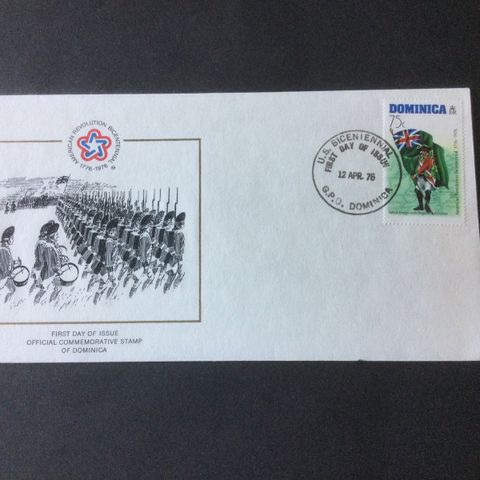 AMERICAN REVOLUTION BICENTENNIAL
1776-1976
FIRST DAY OF ISSUE
OFFICIAL COMMEMORATIVE STAMP
OF DOMINICA
U.S. BICENTENNIAL
FIRST DAY OF ISSUE
12 APR. 76
G.P.O. DOMINICA
DOMINICA
75c